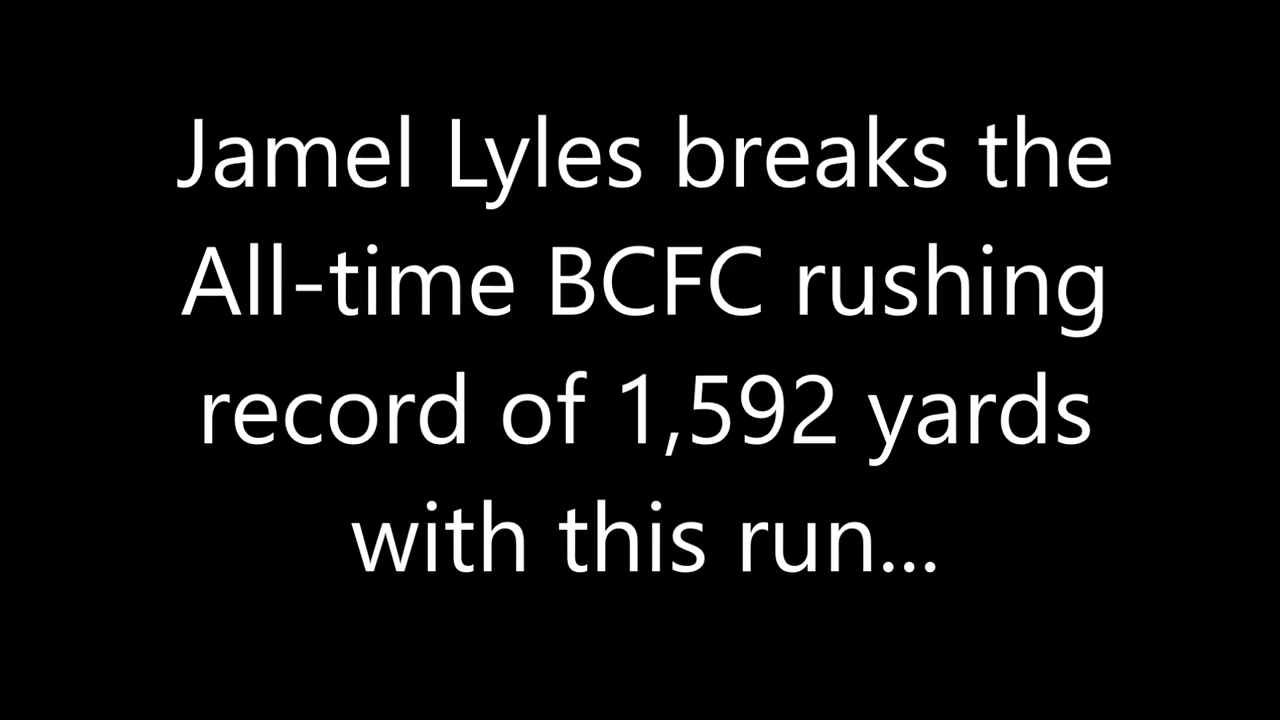 Jamel Lyles breaks the
All-time BCFC rushing
record of 1,592 yards
with this run...